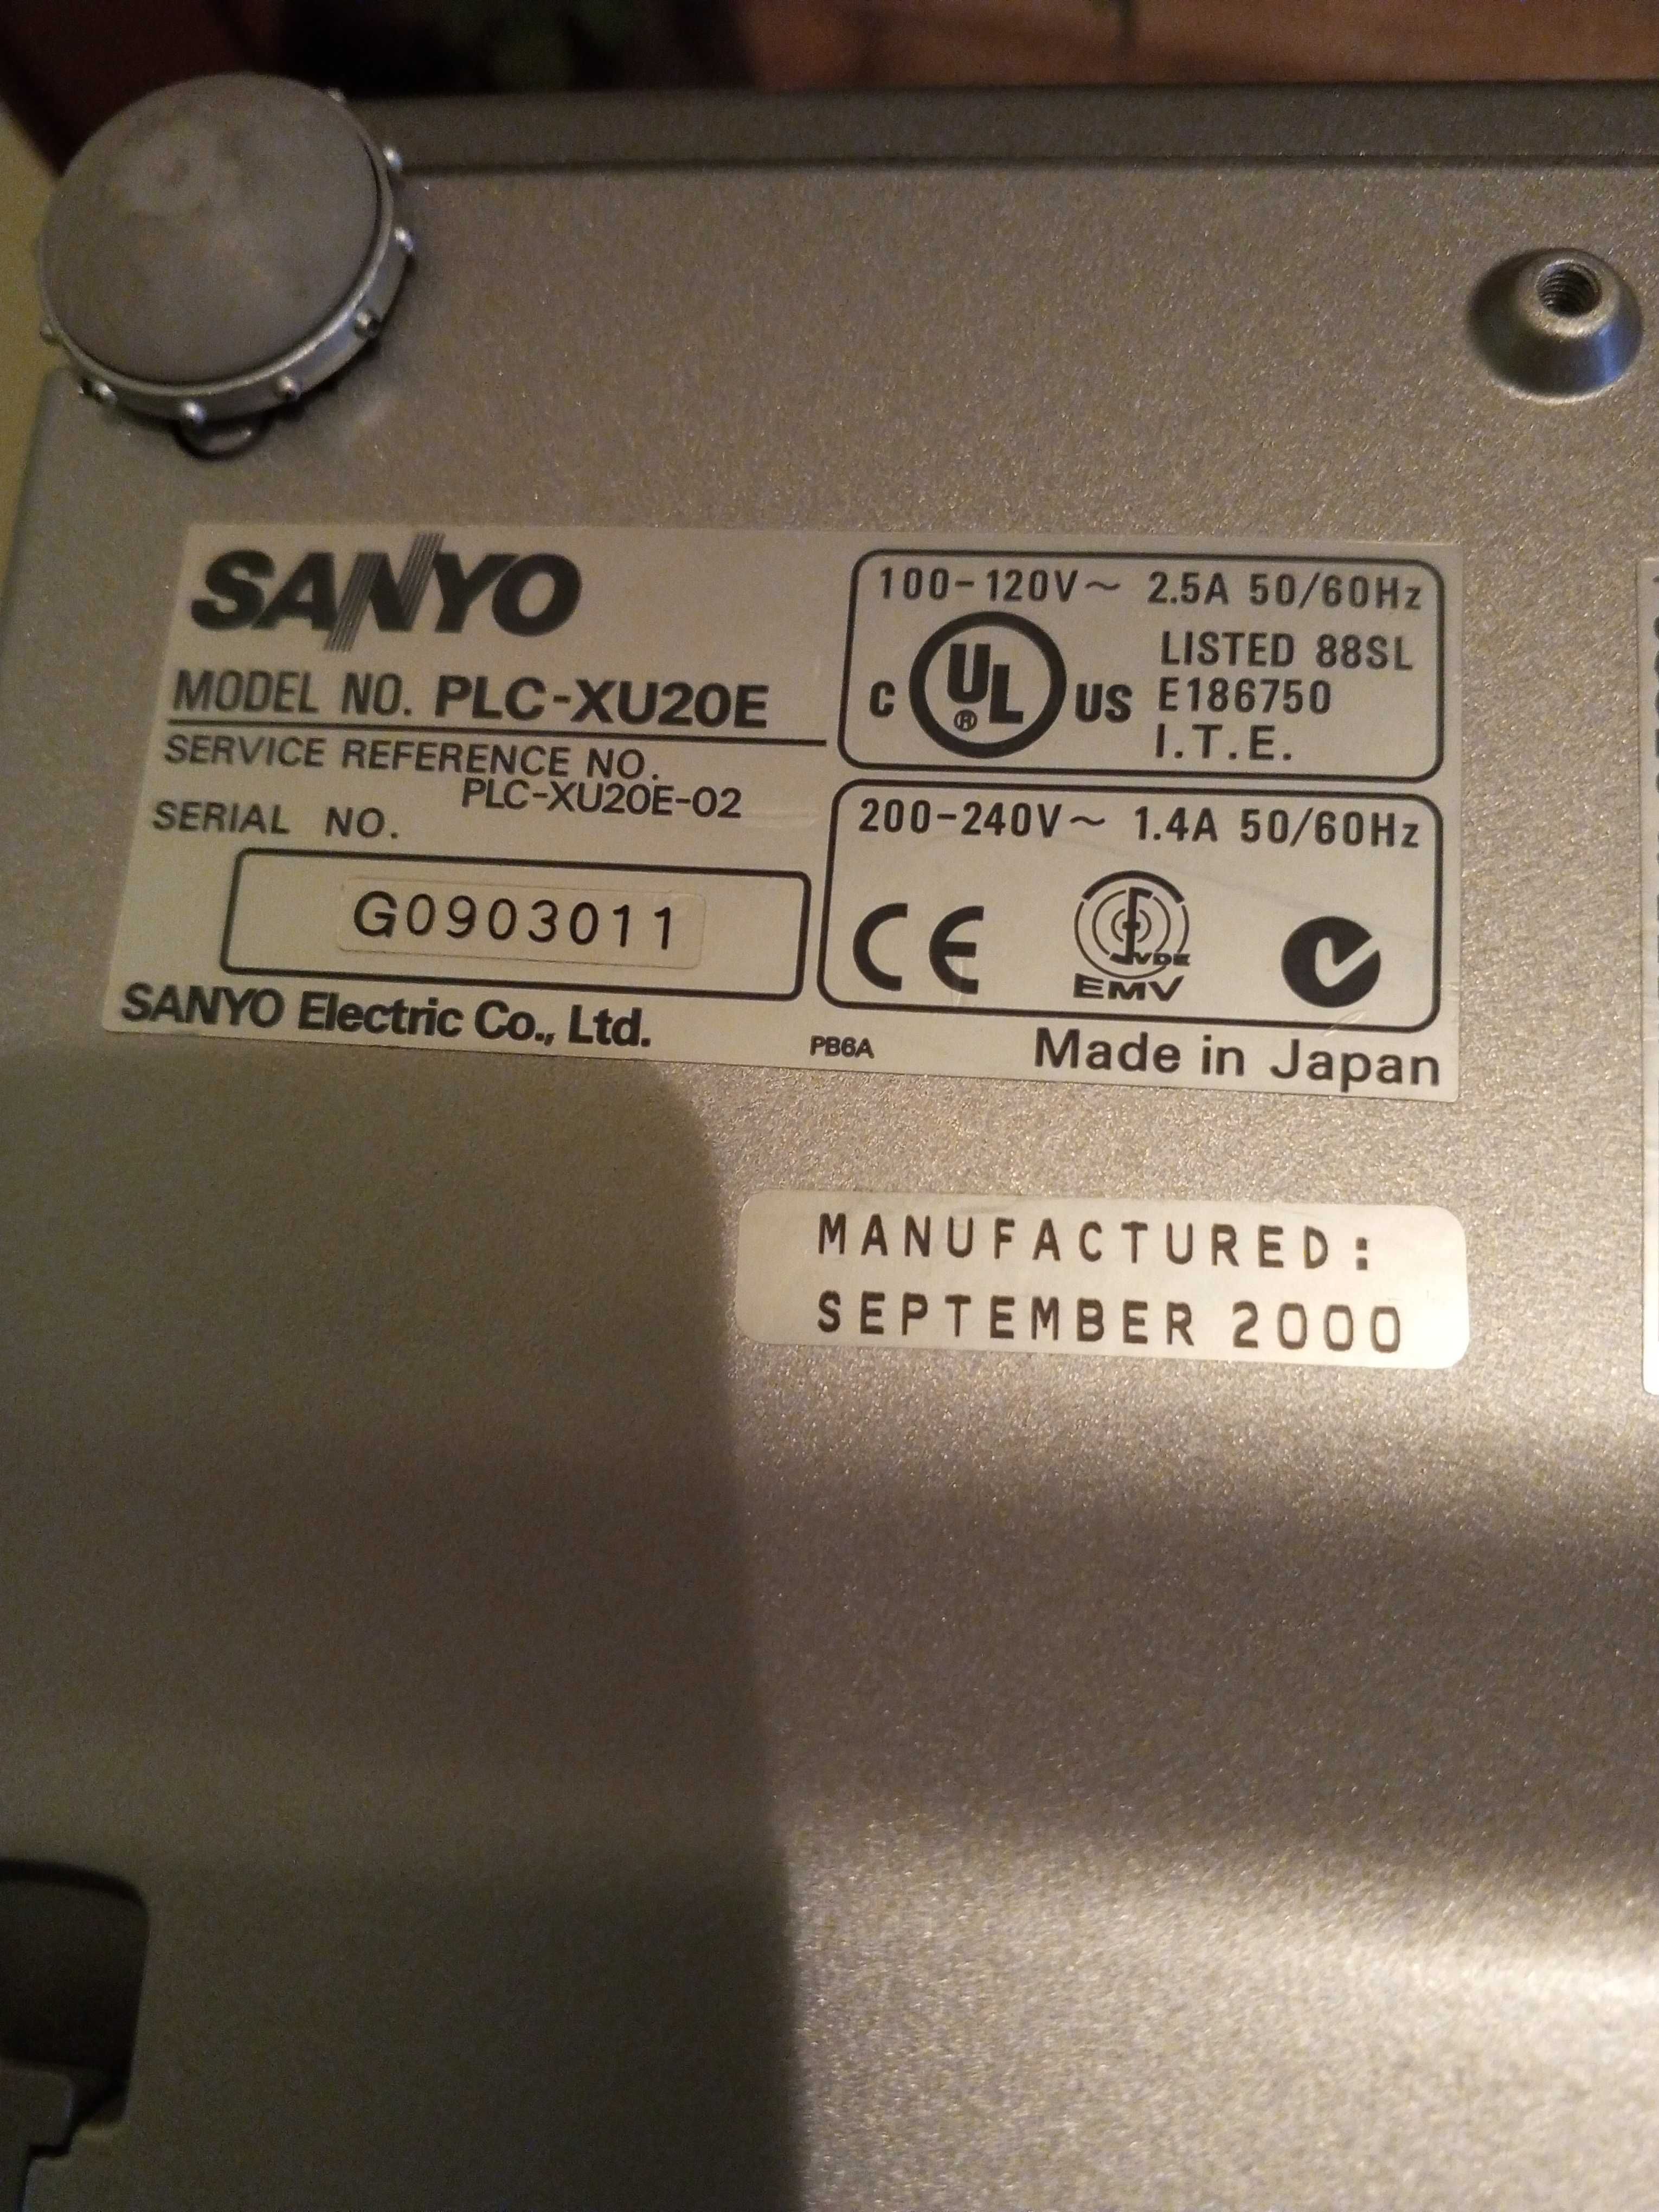 SANYO
MODEL NO. PLC-XU20E
SERVICE REFERENCE NO.
PLC-XU20E-02
SERIAL NO.
G0903011
SANYO Electric Co., Ltd.
100-120V~ 2.5A 50/60Hz
C UL ® US
LISTED 88SL
E186750
I.T.E.
200-240V~ 1.4A 50/60Hz
CE
VDE
EMV
PB6A
Made in Japan
MANUFACTURED:
SEPTEMBER 2000